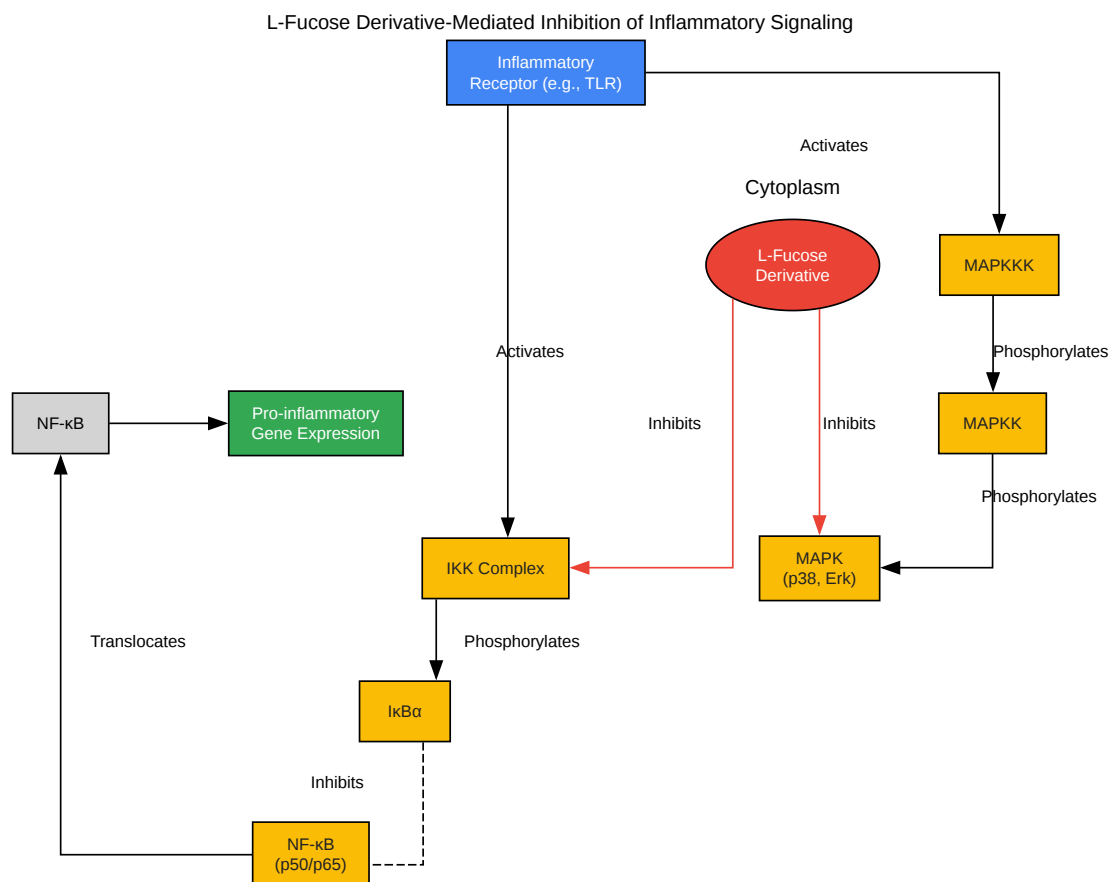 L-Fucose Derivative-Mediated Inhibition of Inflammatory Signaling
Inflammatory
Receptor (e.g., TLR)
Activates
Cytoplasm
L-Fucose
Derivative
MAPKKK
Activates
Phosphorylates
NF-κB
Pro-inflammatory
Gene Expression
Inhibits
Inhibits
MAPKK
Phosphorylates
IKK Complex
MAPK
(p38, Erk)
Translocates
Phosphorylates
IκBα
Inhibits
NF-κB
(p50/p65)